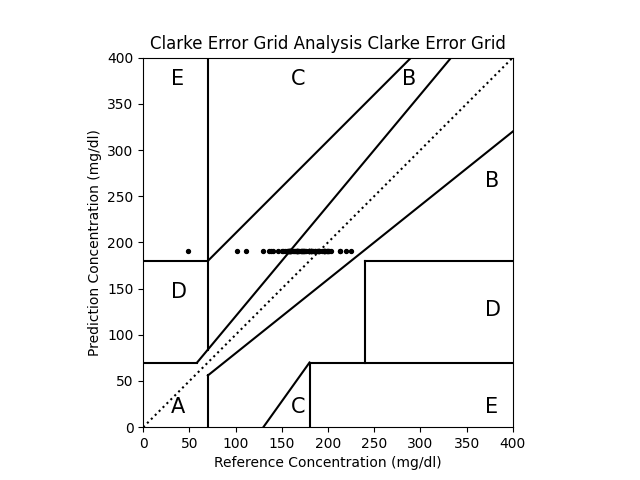 Clarke Error Grid Analysis Clarke Error Grid
400
350
300
250
200
150
100
50
0
Prediction Concentration (mg/dl)
E
C
B
B
D
D
A
C
E
0 50 100 150 200 250 300 350 400
Reference Concentration (mg/dl)